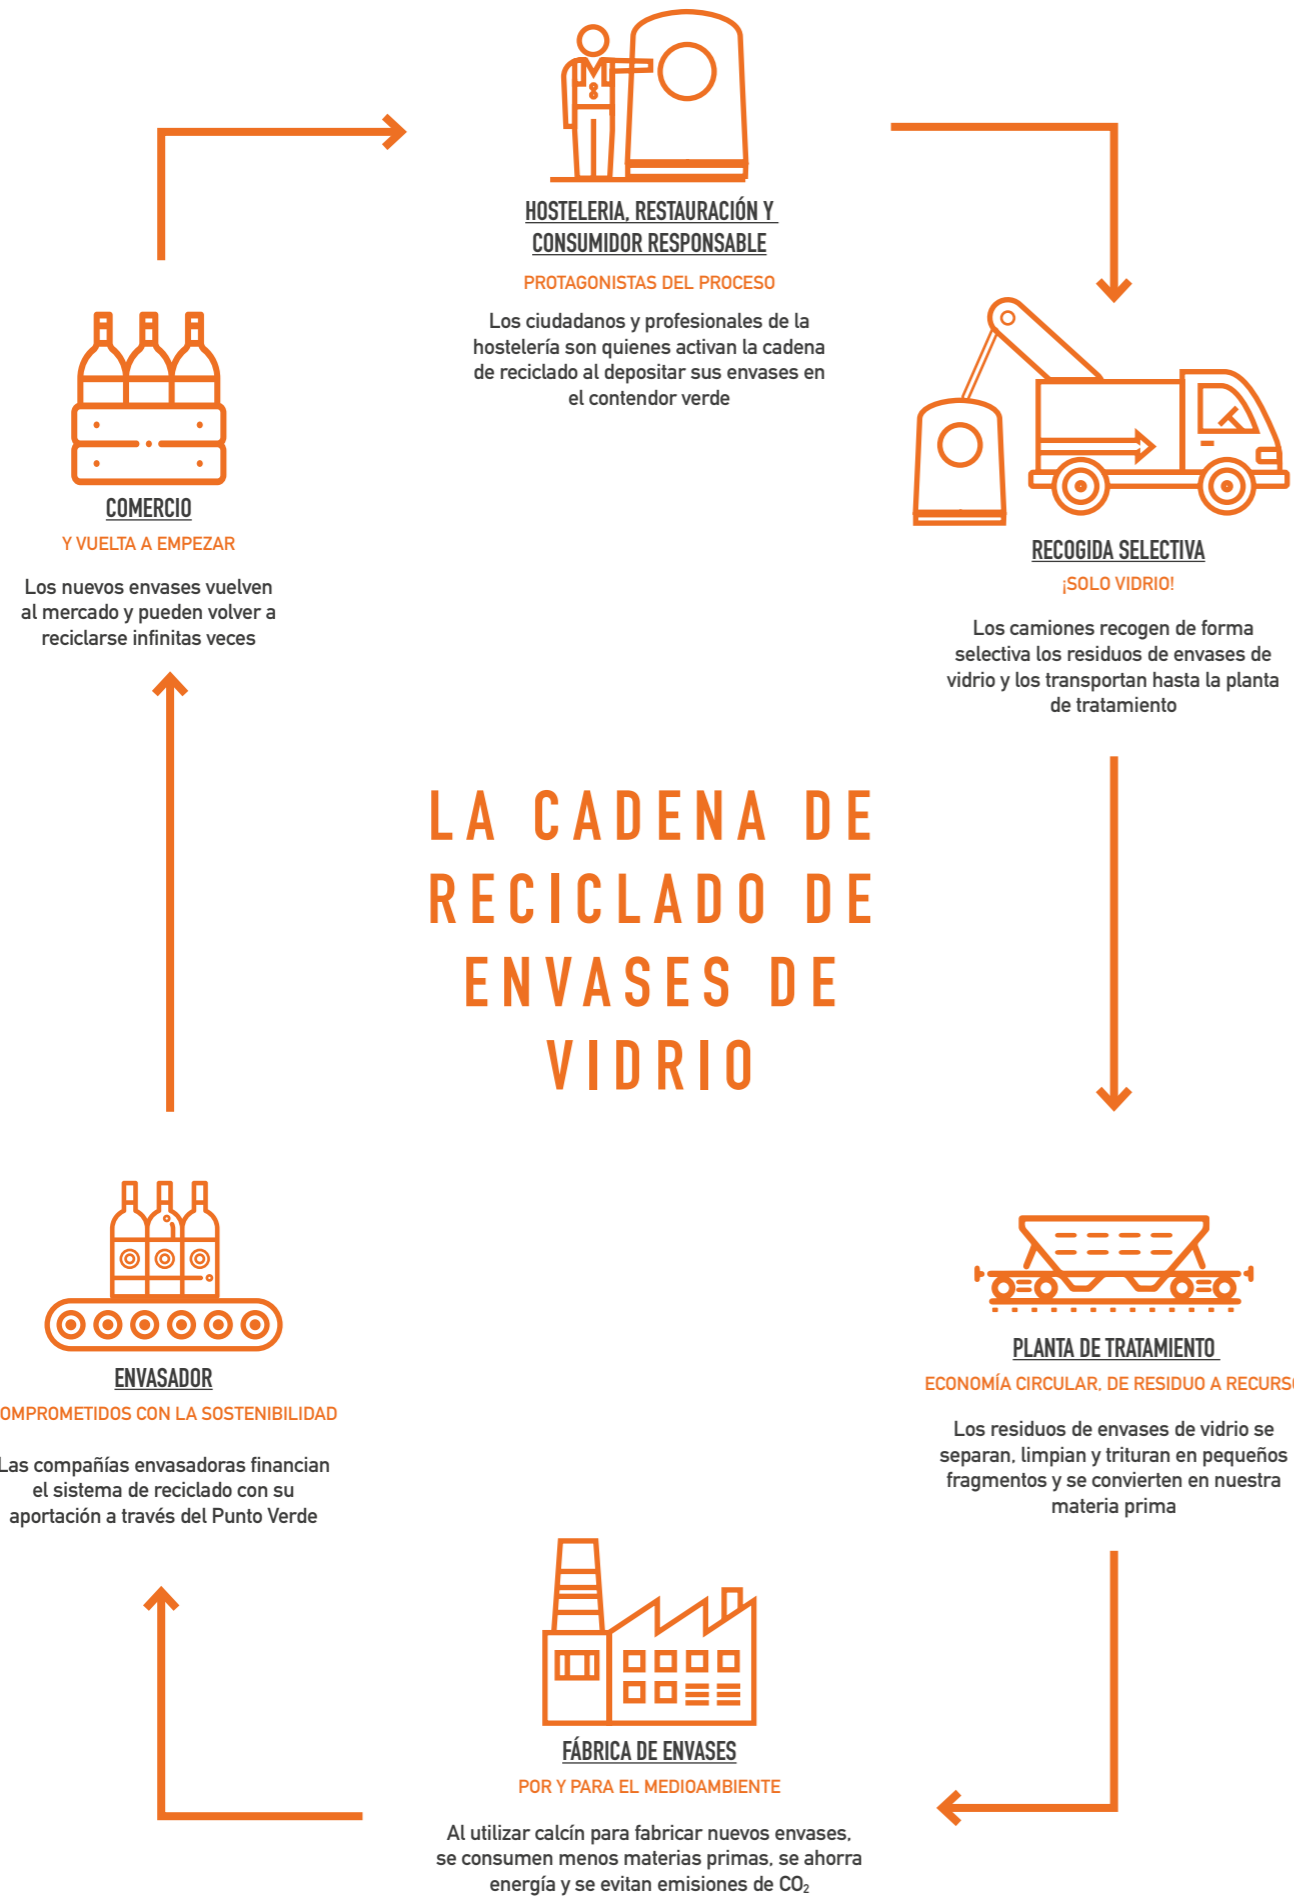 HOSTELERIA, RESTAURACIÓN Y
CONSUMIDOR RESPONSABLE
PROTAGONISTAS DEL PROCESO
Los ciudadanos y profesionales de la
hostelería son quienes activan la cadena
de reciclado al depositar sus envases en
el contendor verde
RECOGIDA SELECTIVA
¡SOLO VIDRIO!
Los camiones recogen de forma
selectiva los residuos de envases de
vidrio y los transportan hasta la planta
de tratamiento
PLANTA DE TRATAMIENTO
ECONOMÍA CIRCULAR, DE RESIDUO A RECURSO
Los residuos de envases de vidrio se
separan, limpian y trituran en pequeños
fragmentos y se convierten en nuestra
materia prima
FÁBRICA DE ENVASES
POR Y PARA EL MEDIOAMBIENTE
Al utilizar calcín para fabricar nuevos envases,
se consumen menos materias primas, se ahorra
energía y se evitan emisiones de CO₂
ENVASADOR
OMPROMETIDOS CON LA SOSTENIBILIDAD
Las compañías envasadoras financian
el sistema de reciclado con su
aportación a través del Punto Verde
COMERCIO
Y VUELTA A EMPEZAR
Los nuevos envases vuelven
al mercado y pueden volver a
reciclarse infinitas veces
LA CADENA DE
RECICLADO DE
ENVASES DE
VIDRIO